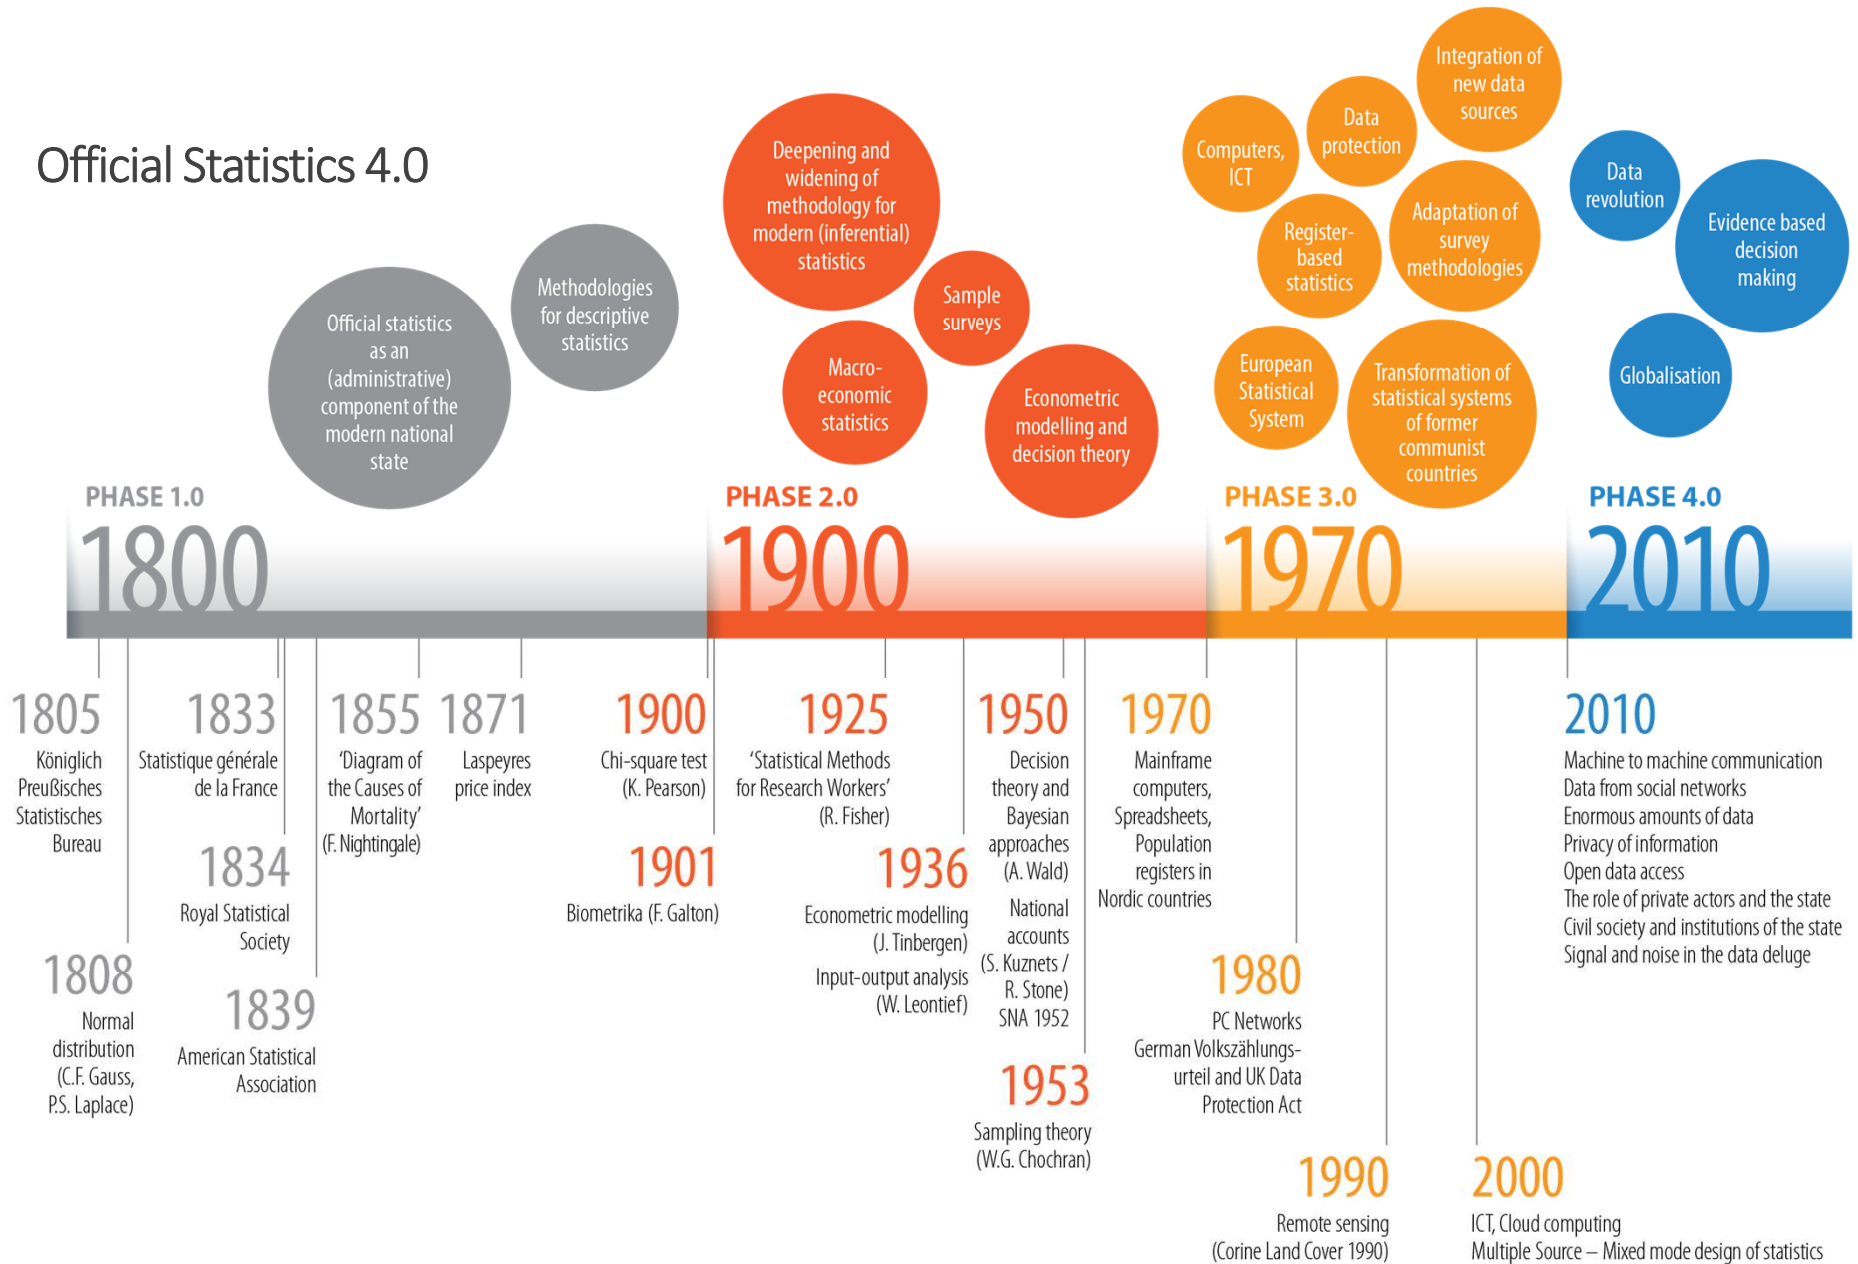 Official Statistics 4.0
Official statistics
as an
(administrative)
component of the
modern national
state
Methodologies
for descriptive
statistics
Deepening and
widening of
methodology for
modern (inferential)
statistics
Sample
surveys
Macro-
economic
statistics
Econometric
modelling and
decision theory
Computers,
ICT
Data
protection
Integration of
new data
sources
Register-
based
statistics
Adaptation of
survey
methodologies
European
Statistical
System
Transformation of
statistical systems
of former
communist
countries
Data
revolution
Evidence based
decision
making
Globalisation
PHASE 1.0
1800
PHASE 2.0
1900
PHASE 3.0
1970
PHASE 4.0
2010
1805
Königlich
Preußisches
Statistisches
Bureau
1808
Normal
distribution
(C.F. Gauss,
P.S. Laplace)
1833
Statistique générale
de la France
1834
Royal Statistical
Society
1839
American Statistical
Association
1855
‘Diagram of
the Causes of
Mortality’
(F. Nightingale)
1871
Laspeyres
price index
1900
Chi-square test
(K. Pearson)
1901
Biometrika (F. Galton)
1925
‘Statistical Methods
for Research Workers’
(R. Fisher)
1936
Econometric modelling
(J. Tinbergen)
Input-output analysis
(W. Leontief)
1950
Decision
theory and
Bayesian
approaches
(A. Wald)
National
accounts
(S. Kuznets /
R. Stone)
SNA 1952
1953
Sampling theory
(W.G. Chochran)
1970
Mainframe
computers,
Spreadsheets,
Population
registers in
Nordic countries
1980
PC Networks
German Volkszählungs-
urteil and UK Data
Protection Act
1990
Remote sensing
(Corine Land Cover 1990)
2000
ICT, Cloud computing
Multiple Source – Mixed mode design of statistics
2010
Machine to machine communication
Data from social networks
Enormous amounts of data
Privacy of information
Open data access
The role of private actors and the state
Civil society and institutions of the state
Signal and noise in the data deluge